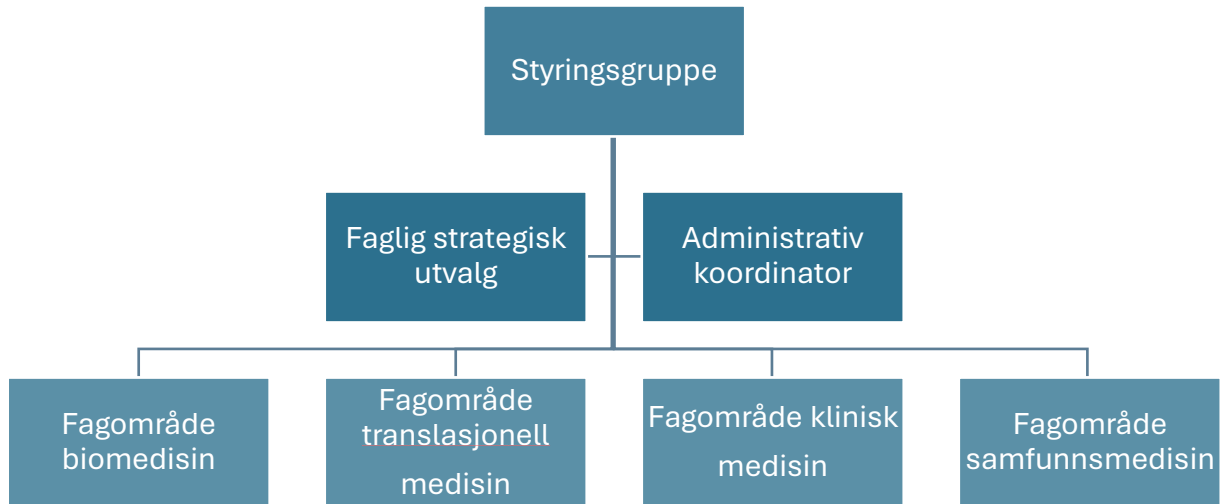 Styringsgruppe
Faglig strategisk
utvalg
Administrativ
koordinator
Fagområde
biomedisin
Fagområde
translasjonell
medisin
Fagområde klinisk
medisin
Fagområde
samfunnsmedisin